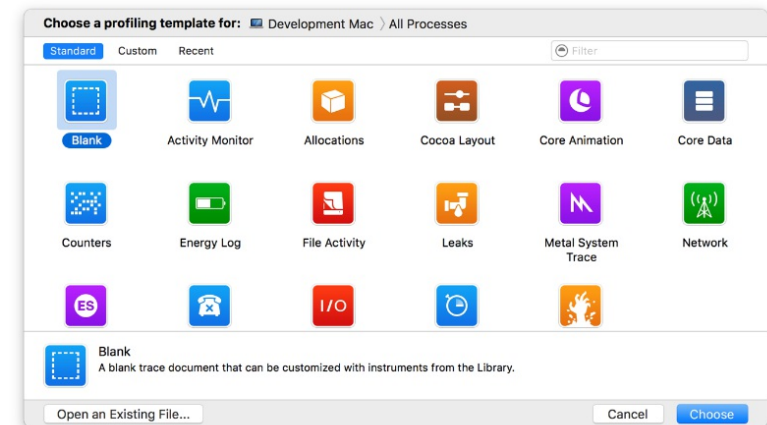 Choose a profiling template for: Development Mac 〉All Processes
Standard Custom Recent Filter
Blank Activity Monitor Allocations Cocoa Layout Core Animation Core Data
Counters Energy Log File Activity Leaks Metal System Trace Network
ES I/O
Blank
A blank trace document that can be customized with instruments from the Library.
Open an Existing File... Cancel Choose